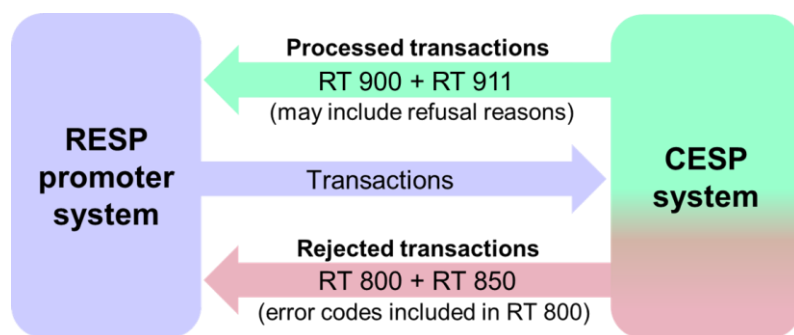 RESP
promoter
system
Processed transactions
RT 900 + RT 911
(may include refusal reasons)
Transactions
Rejected transactions
RT 800 + RT 850
(error codes included in RT 800)
CESP
system